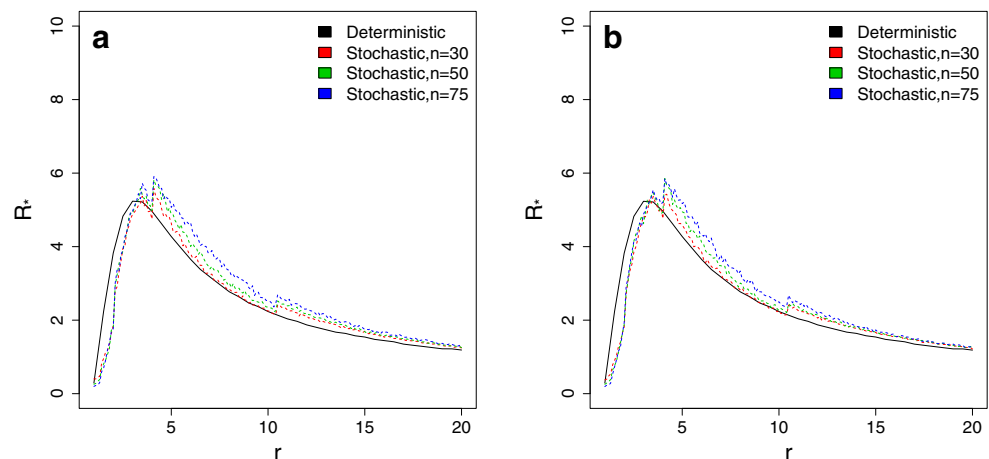 a
Deterministic
Stochastic,n=30
Stochastic,n=50
Stochastic,n=75
10
8
6
4
2
0
R*
5
10
15
20
r
b
Deterministic
Stochastic,n=30
Stochastic,n=50
Stochastic,n=75
10
8
6
4
2
0
R*
5
10
15
20
r